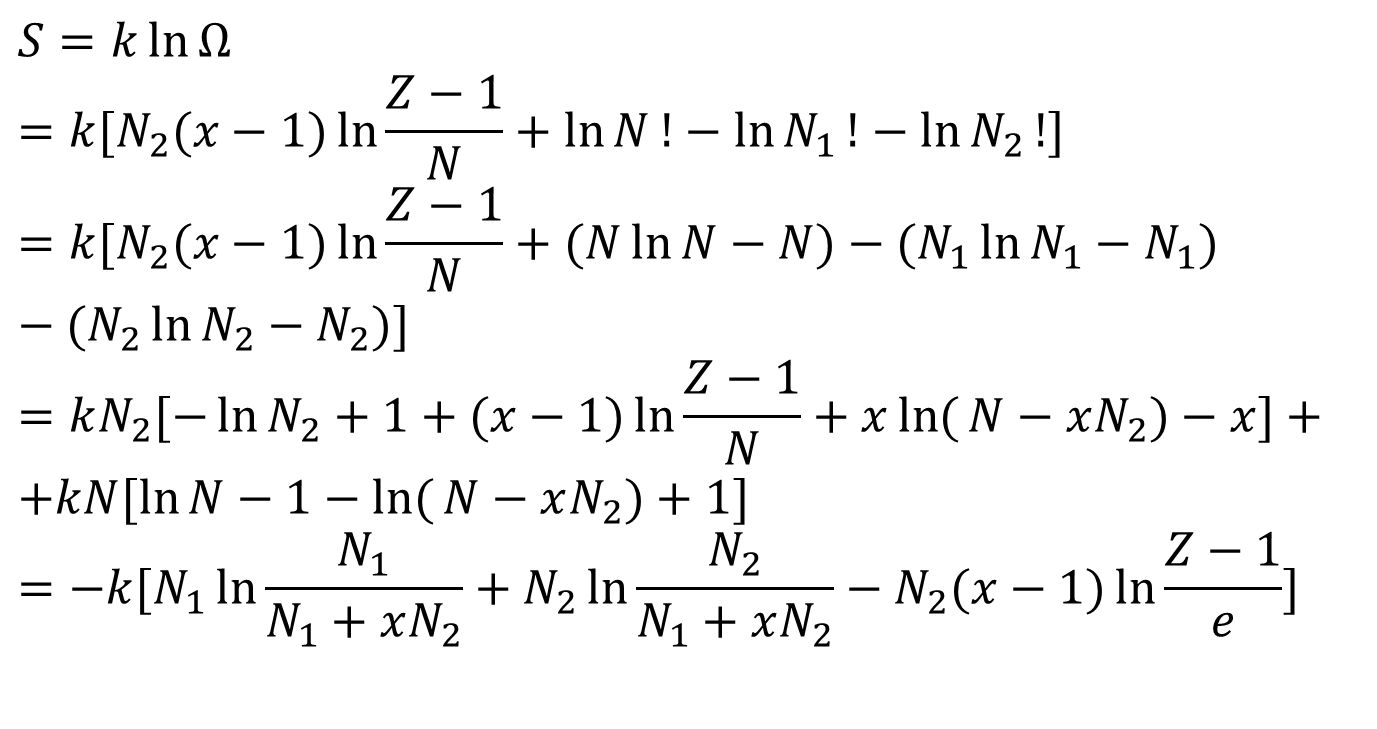 S = k ln Ω
= k[N₂(x − 1) ln (Z − 1)/N + ln N ! − ln N₁ ! − ln N₂ !]
= k[N₂(x − 1) ln (Z − 1)/N + (N ln N − N) − (N₁ ln N₁ − N₁)
− (N₂ ln N₂ − N₂)]
= kN₂[− ln N₂ + 1 + (x − 1) ln (Z − 1)/N + x ln( N − xN₂) − x] +
+kN[ln N − 1 − ln( N − xN₂) + 1]
= −k[N₁ ln N₁/(N₁ + xN₂) + N₂ ln N₂/(N₁ + xN₂) − N₂(x − 1) ln (Z − 1)/e]